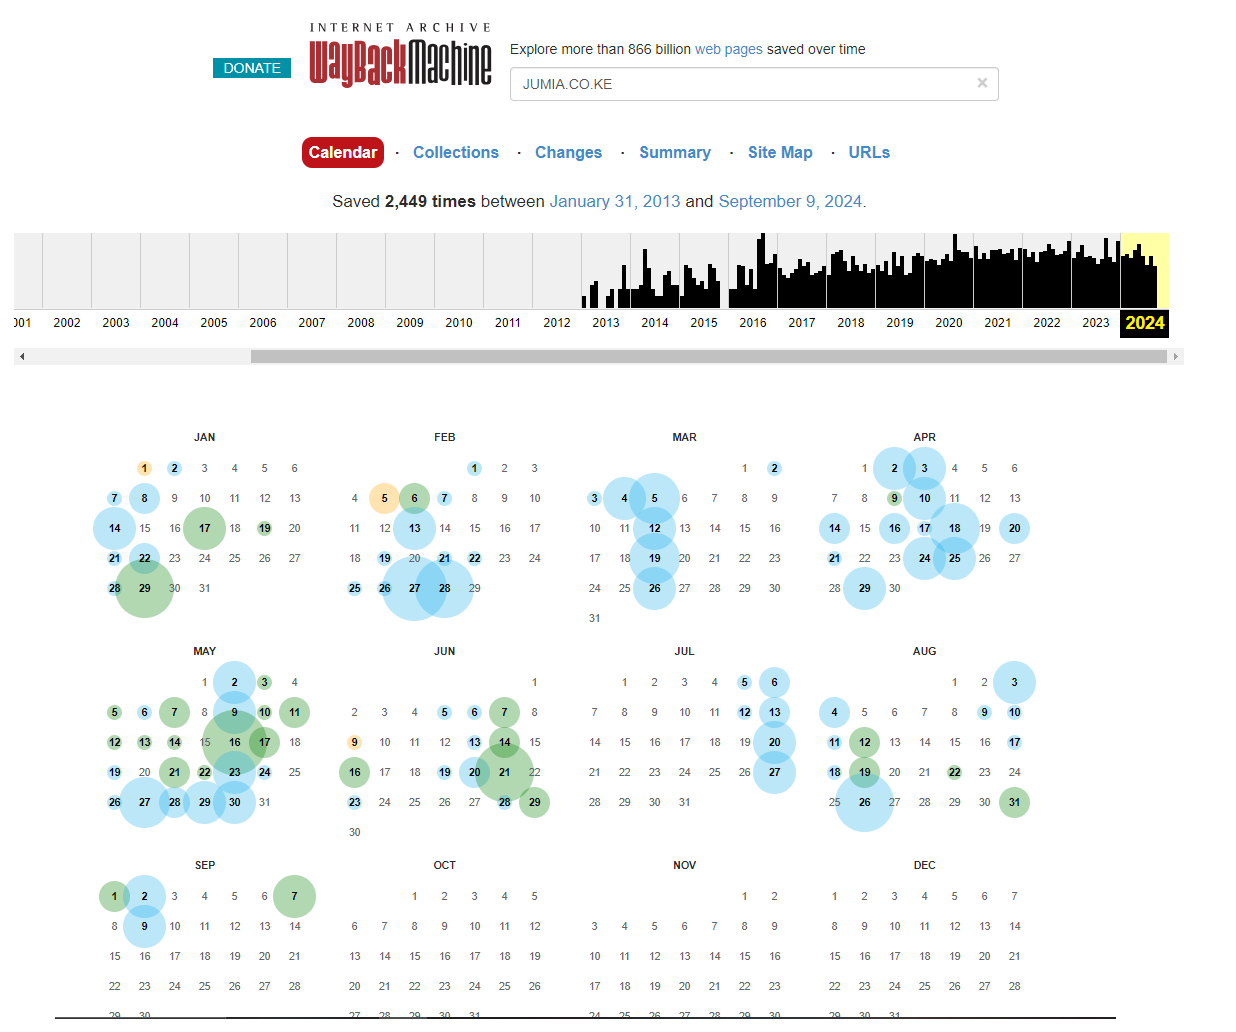 INTERNET ARCHIVE
WayBackMachine
DONATE
Explore more than 866 billion web pages saved over time
JUMIA.CO.KE ×
Calendar · Collections · Changes · Summary · Site Map · URLs
Saved 2,449 times between January 31, 2013 and September 9, 2024.
001 2002 2003 2004 2005 2006 2007 2008 2009 2010 2011 2012 2013 2014 2015 2016 2017 2018 2019 2020 2021 2022 2023 2024
JAN
1 2 3 4 5 6
7 8 9 10 11 12 13
14 15 16 17 18 19 20
21 22 23 24 25 26 27
28 29 30 31
FEB
1 2 3
4 5 6 7 8 9 10
11 12 13 14 15 16 17
18 19 20 21 22 23 24
25 26 27 28 29
MAR
1 2
3 4 5 6 7 8 9
10 11 12 13 14 15 16
17 18 19 20 21 22 23
24 25 26 27 28 29 30
31
APR
1 2 3 4 5 6
7 8 9 10 11 12 13
14 15 16 17 18 19 20
21 22 23 24 25 26 27
28 29 30
MAY
1 2 3 4
5 6 7 8 9 10 11
12 13 14 15 16 17 18
19 20 21 22 23 24 25
26 27 28 29 30 31
JUN
1
2 3 4 5 6 7 8
9 10 11 12 13 14 15
16 17 18 19 20 21 22
23 24 25 26 27 28 29
30
JUL
1 2 3 4 5 6
7 8 9 10 11 12 13
14 15 16 17 18 19 20
21 22 23 24 25 26 27
28 29 30 31
AUG
1 2 3
4 5 6 7 8 9 10
11 12 13 14 15 16 17
18 19 20 21 22 23 24
25 26 27 28 29 30 31
SEP
1 2 3 4 5 6 7
8 9 10 11 12 13 14
15 16 17 18 19 20 21
22 23 24 25 26 27 28
29 30
OCT
1 2 3 4 5
6 7 8 9 10 11 12
13 14 15 16 17 18 19
20 21 22 23 24 25 26
27 28 29 30 31
NOV
1 2
3 4 5 6 7 8 9
10 11 12 13 14 15 16
17 18 19 20 21 22 23
24 25 26 27 28 29 30
DEC
1 2 3 4 5 6 7
8 9 10 11 12 13 14
15 16 17 18 19 20 21
22 23 24 25 26 27 28
29 30 31